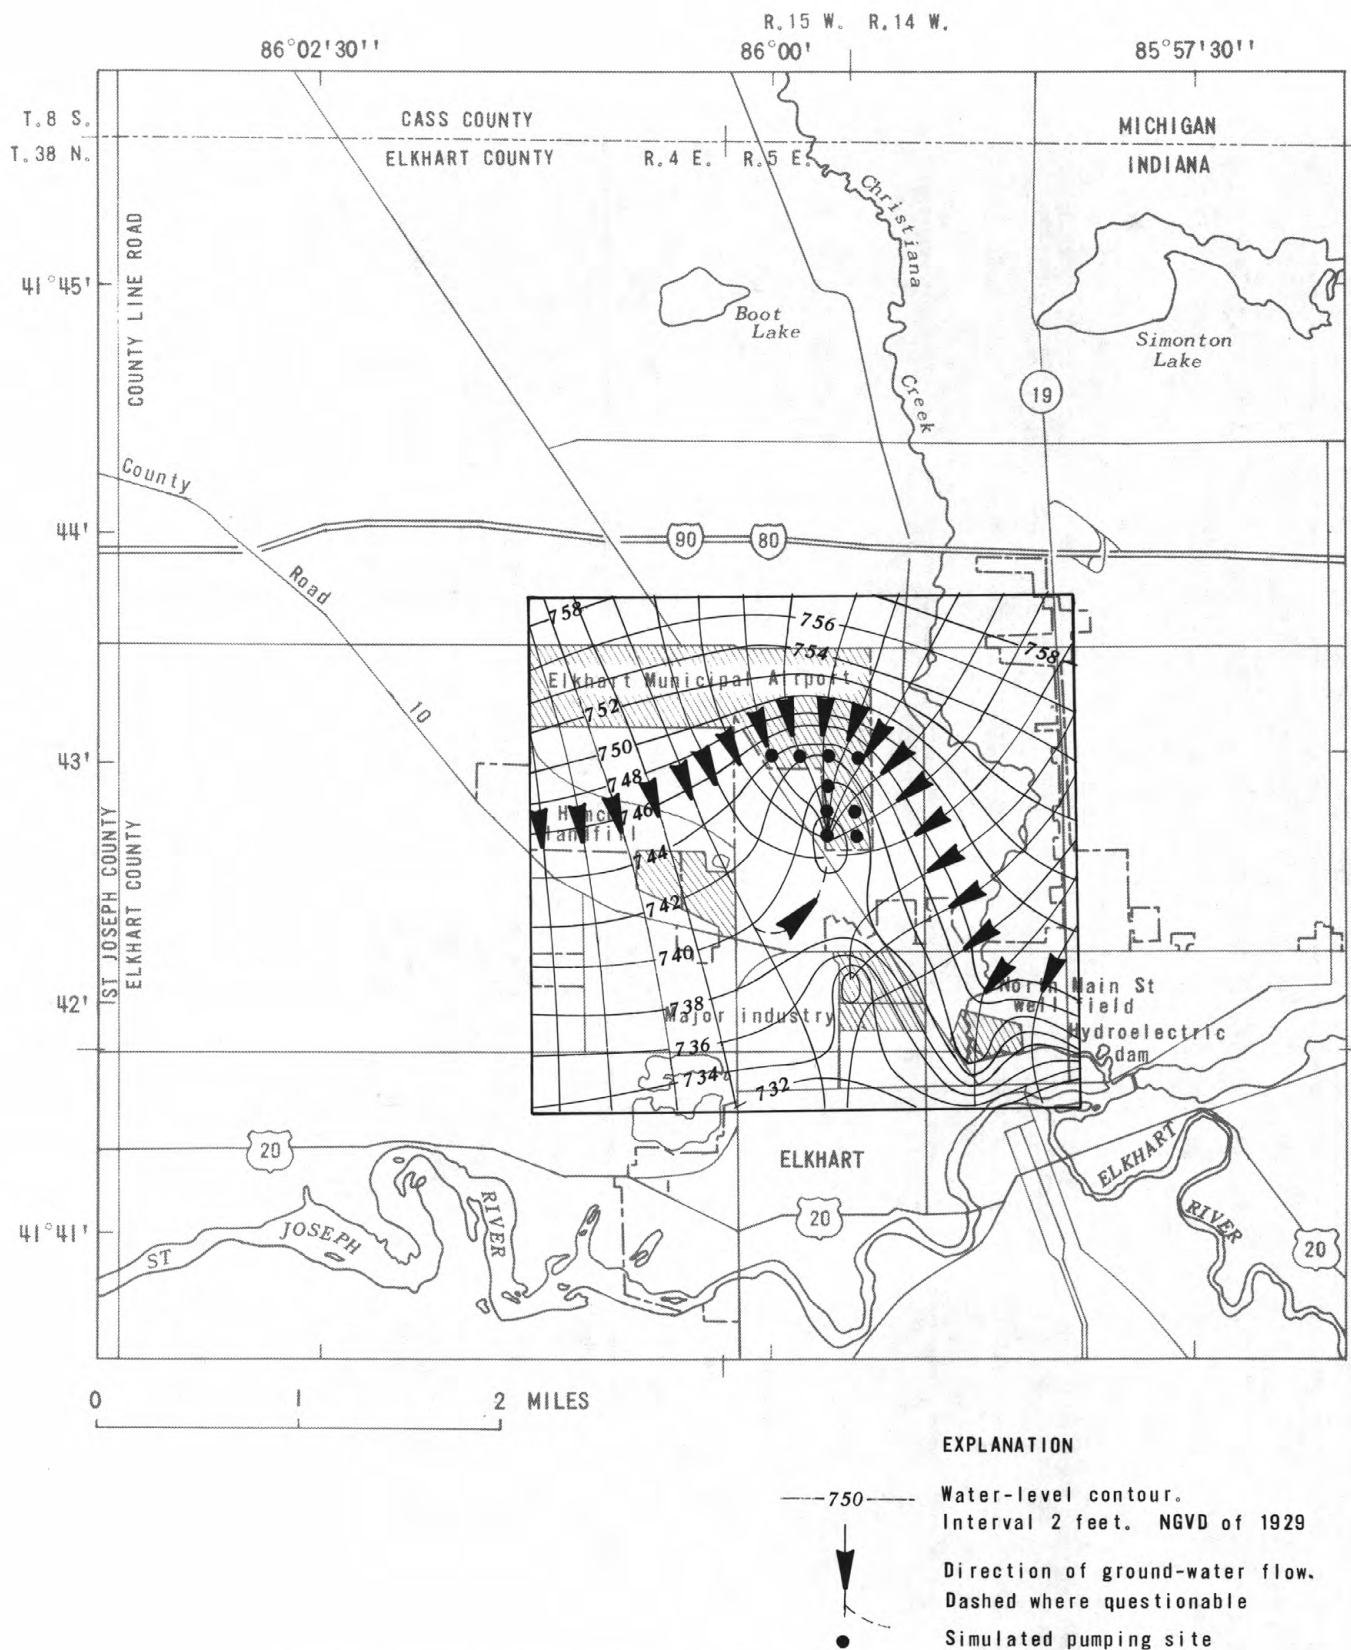 R.15 W. R.14 W.
86°02'30'' 86°00' 85°57'30''
T.8 S.
T.38 N.
CASS COUNTY
ELKHART COUNTY
R.4 E. R.5 E.
MICHIGAN
INDIANA
COUNTY LINE ROAD
Christiana
Creek
41°45'
Boot
Lake
Simonton
Lake
19
County
Road
10
44'
90 80
758
756
754
758
Elkhart Municipal Airport
752
750
43'
748
746
landfill
744
742
740
ST JOSEPH COUNTY
ELKHART COUNTY
42'
738
Major industry
North Main St
well field
Hydroelectric
dam
736
734
732
20
ELKHART
ELKHART
RIVER
20
20
41°41'
ST
JOSEPH
RIVER
0 1 2 MILES
EXPLANATION
750 Water-level contour.
Interval 2 feet. NGVD of 1929
Direction of ground-water flow.
Dashed where questionable
Simulated pumping site